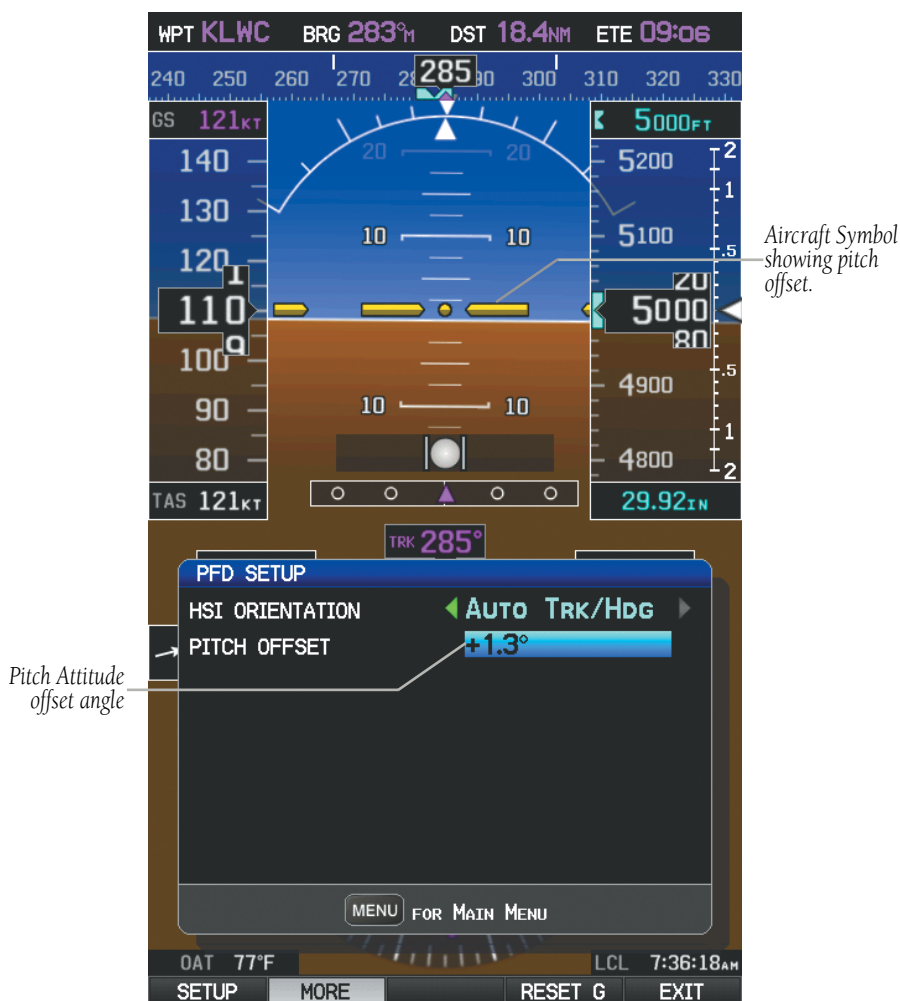 WPT KLWC BRG 283°M DST 18.4NM ETE 09:06
240 250 260 270 285 300 310 320 330
GS 121KT
5000FT
20 20
140
130
120
110
100
90
80
1
9
10 10
10 10
5200
5100
20
5000
80
4900
4800
2
1
.5
.5
1
2
Aircraft Symbol
showing pitch
offset.
TAS 121KT
29.92IN
TRK 285°
PFD SETUP
HSI ORIENTATION AUTO TRK/HDG
PITCH OFFSET +1.3°
Pitch Attitude
offset angle
MENU FOR MAIN MENU
OAT 77°F
LCL 7:36:18AM
SETUP MORE RESET G EXIT